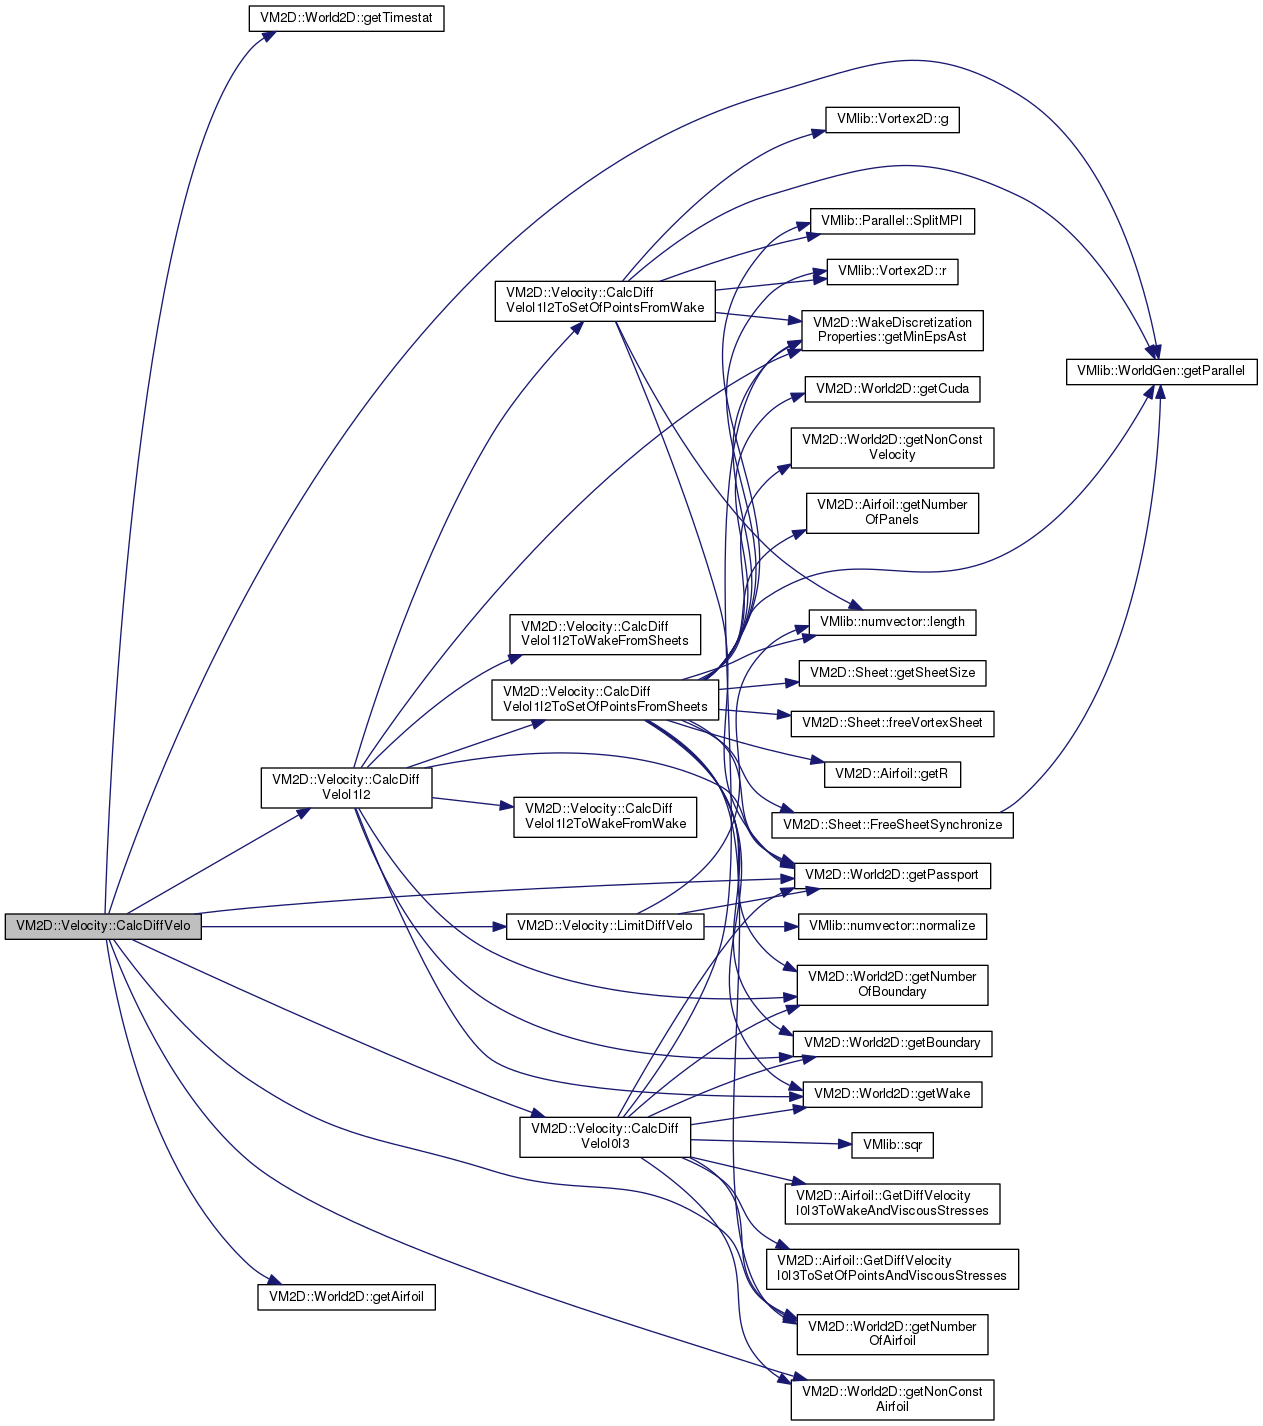 VM2D::World2D::getTimestat
VMlib::Vortex2D::g
VMlib::Parallel::SplitMPI
VMlib::Vortex2D::r
VM2D::Velocity::CalcDiff
VeloI1I2ToSetOfPointsFromWake
VM2D::WakeDiscretization
Properties::getMinEpsAst
VMlib::WorldGen::getParallel
VM2D::World2D::getCuda
VM2D::World2D::getNonConst
Velocity
VM2D::Airfoil::getNumber
OfPanels
VMlib::numvector::length
VM2D::Velocity::CalcDiff
VeloI1I2ToWakeFromSheets
VM2D::Sheet::getSheetSize
VM2D::Velocity::CalcDiff
VeloI1I2ToSetOfPointsFromSheets
VM2D::Sheet::freeVortexSheet
VM2D::Airfoil::getR
VM2D::Velocity::CalcDiff
VeloI1I2
VM2D::Velocity::CalcDiff
VeloI1I2ToWakeFromWake
VM2D::Sheet::FreeSheetSynchronize
VM2D::World2D::getPassport
VM2D::Velocity::CalcDiffVelo
VM2D::Velocity::LimitDiffVelo
VMlib::numvector::normalize
VM2D::World2D::getNumber
OfBoundary
VM2D::World2D::getBoundary
VM2D::World2D::getWake
VM2D::Velocity::CalcDiff
VeloI0I3
VMlib::sqr
VM2D::Airfoil::GetDiffVelocity
I0I3ToWakeAndViscousStresses
VM2D::Airfoil::GetDiffVelocity
I0I3ToSetOfPointsAndViscousStresses
VM2D::World2D::getAirfoil
VM2D::World2D::getNumber
OfAirfoil
VM2D::World2D::getNonConst
Airfoil